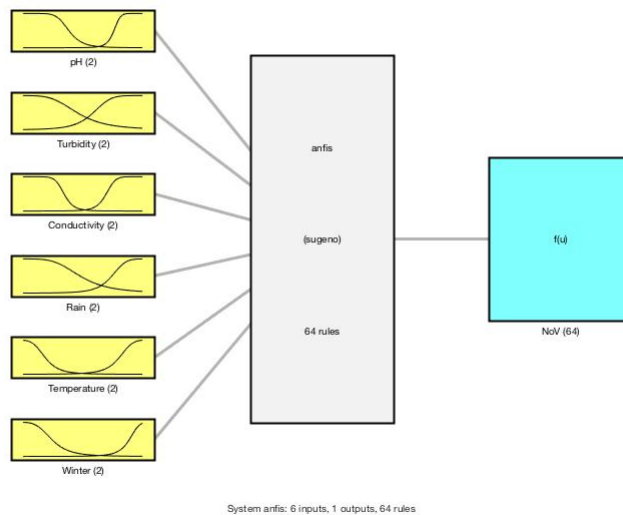 pH (2)
Turbidity (2)
Conductivity (2)
Rain (2)
Temperature (2)
Winter (2)
anfis
(sugeno)
64 rules
f(u)
NoV (64)
System anfis: 6 inputs, 1 outputs, 64 rules